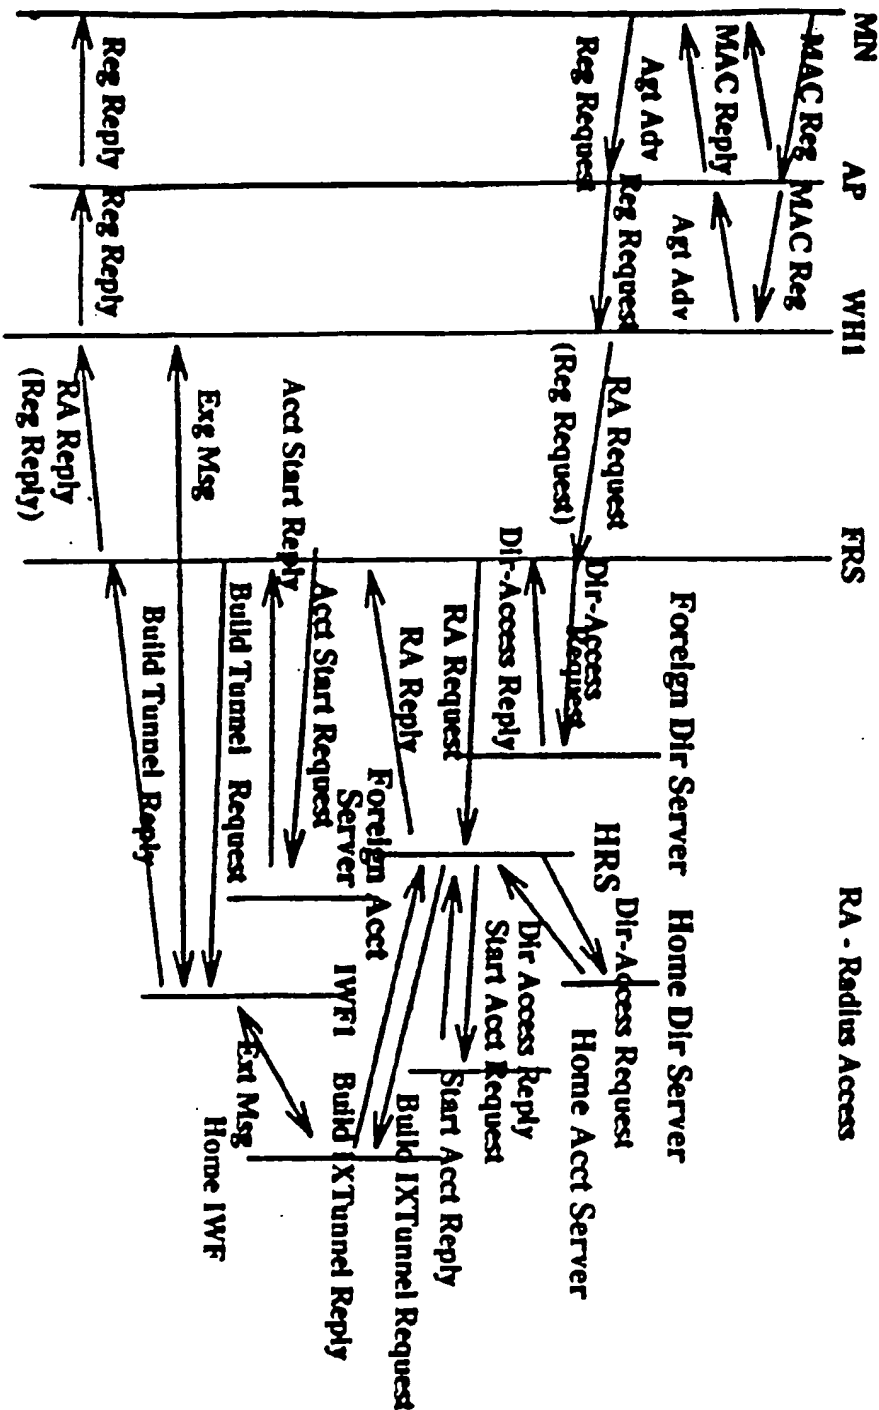 RA - Radius Access
MN
AP
WH1
FRS
Foreign Dir Server
Home Dir Server
MAC Reg
MAC Reg
MAC Reply
Agt Adv
Agt Adv
Reg Request
Reg Request
RA Request
(Reg Request)
HRS
Dir-Access
Request
Dir-Access Request
Dir-Access Reply
Dir Access Reply
Home Acct Server
RA Request
Start Acct Request
RA Reply
Start Acct Reply
Foreign Acct
Server
Build IXTunnel Request
Acct Start Request
Acct Start Reply
IWF1
Build IXTunnel Reply
Build Tunnel Request
Ext Msg
Exg Msg
Home IWF
Build Tunnel Reply
Reg Reply
Reg Reply
RA Reply
(Reg Reply)